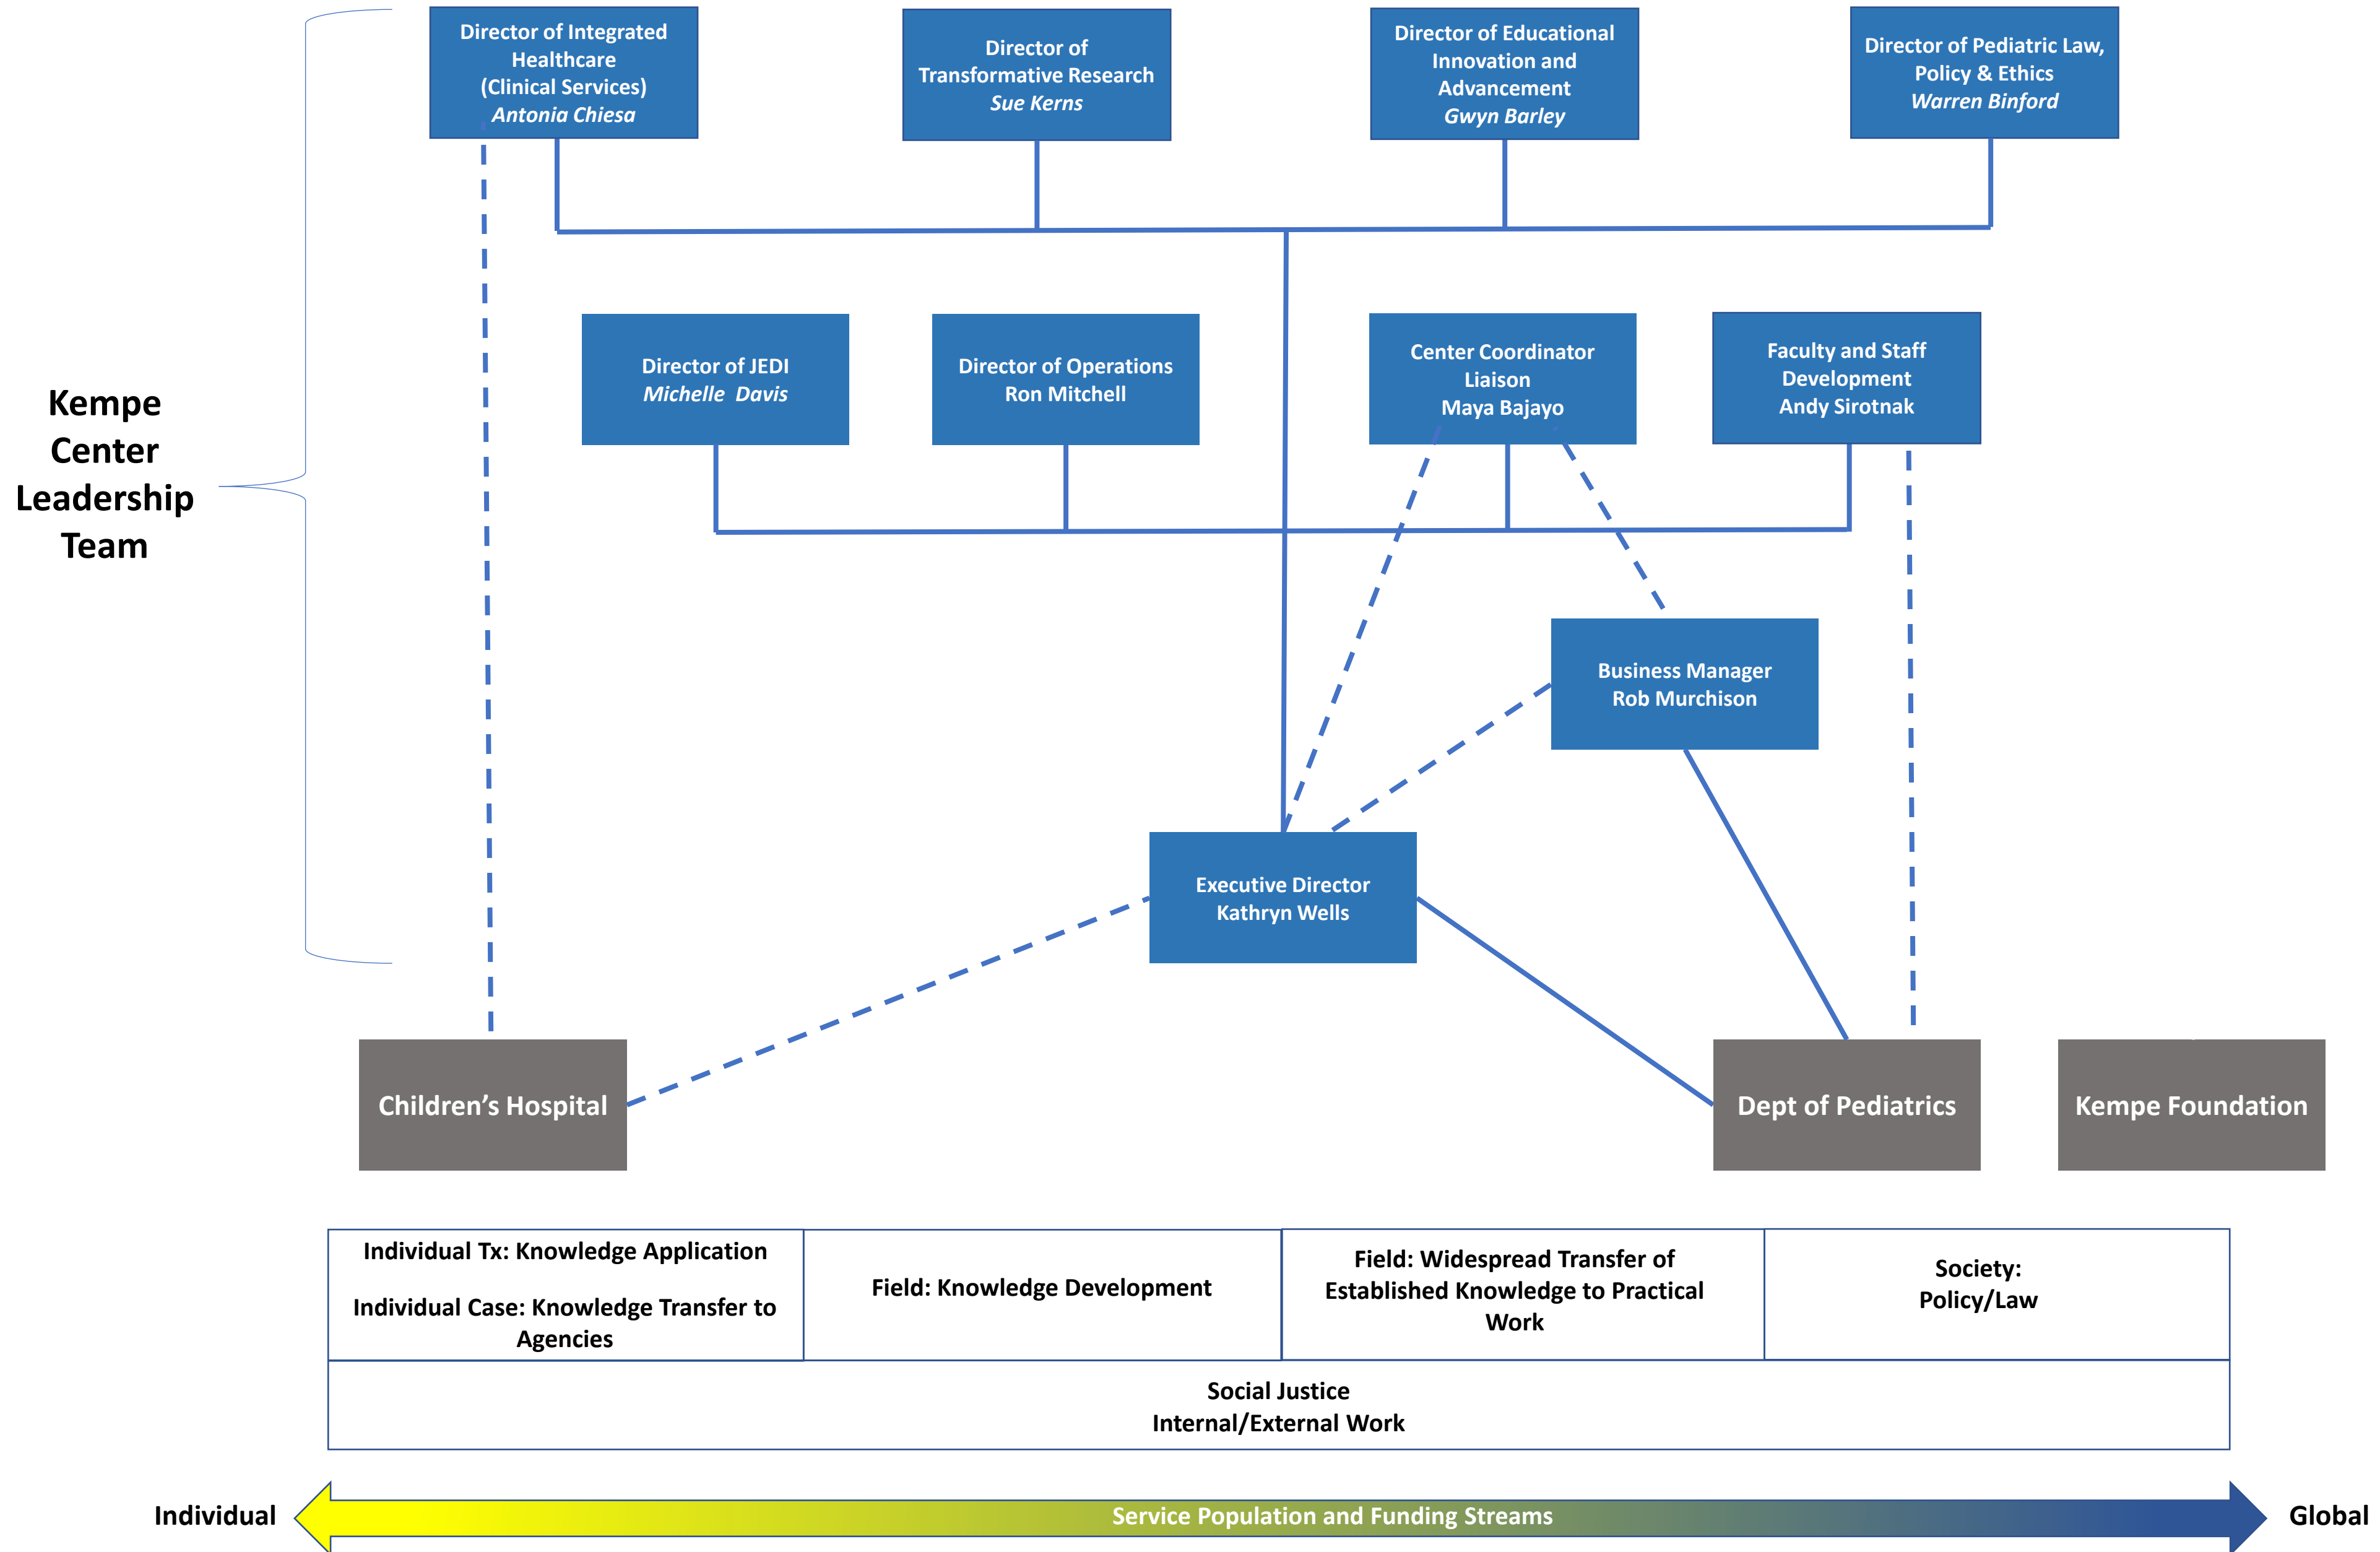 Director of Integrated
Healthcare
(Clinical Services)
Antonia Chiesa
Director of
Transformative Research
Sue Kerns
Director of Educational
Innovation and
Advancement
Gwyn Barley
Director of Pediatric Law,
Policy & Ethics
Warren Binford
Kempe
Center
Leadership
Team
Director of JEDI
Michelle Davis
Director of Operations
Ron Mitchell
Center Coordinator
Liaison
Maya Bajayo
Faculty and Staff
Development
Andy Sirotnak
Business Manager
Rob Murchison
Executive Director
Kathryn Wells
Children’s Hospital
Dept of Pediatrics
Kempe Foundation
Individual Tx: Knowledge Application
Individual Case: Knowledge Transfer to
Agencies
Field: Knowledge Development
Field: Widespread Transfer of
Established Knowledge to Practical
Work
Society:
Policy/Law
Social Justice
Internal/External Work
Individual
Service Population and Funding Streams
Global